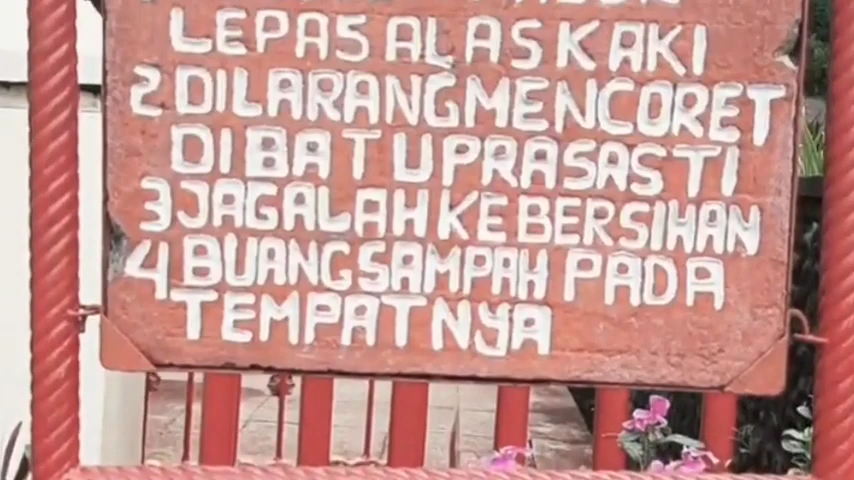 LEPAS ALAS KAKI
2 DILARANG MENCORET
DI BATU PRASASTI
3 JAGALAH KEBERSIHAN
4 BUANG SAMPAH PADA
TEMPATNYA